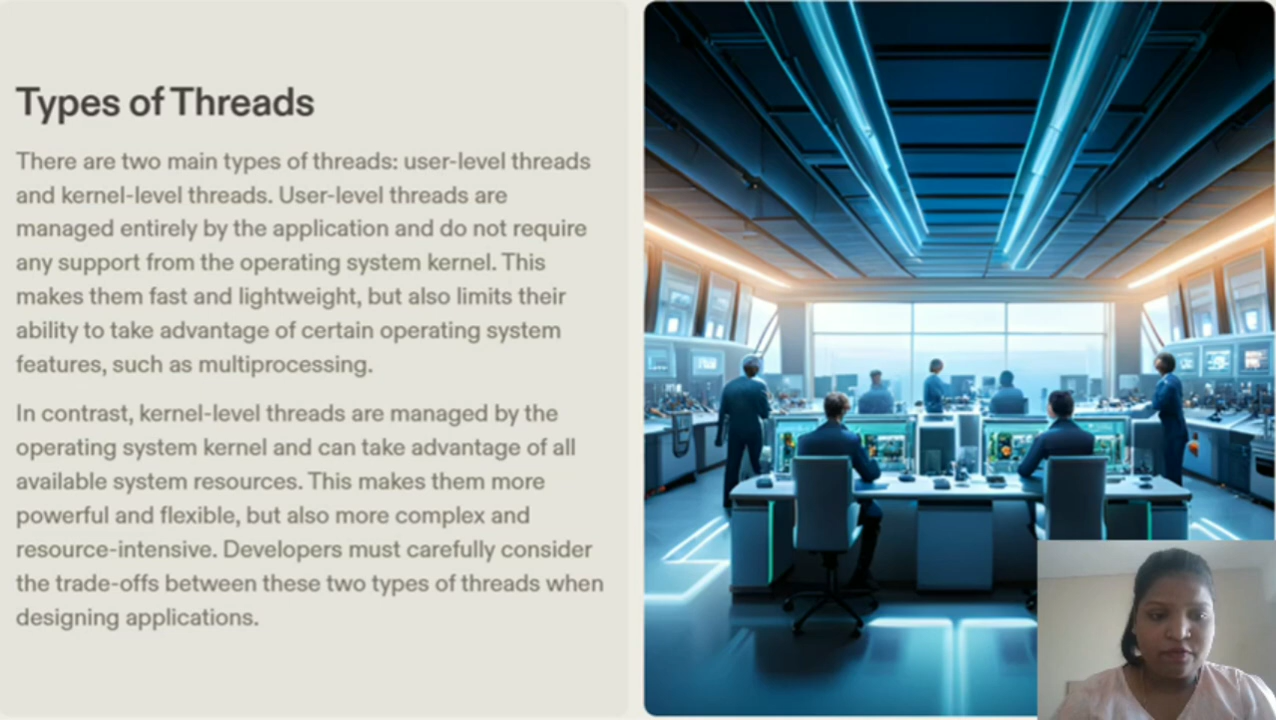 Types of Threads
There are two main types of threads: user-level threads
and kernel-level threads. User-level threads are
managed entirely by the application and do not require
any support from the operating system kernel. This
makes them fast and lightweight, but also limits their
ability to take advantage of certain operating system
features, such as multiprocessing.
In contrast, kernel-level threads are managed by the
operating system kernel and can take advantage of all
available system resources. This makes them more
powerful and flexible, but also more complex and
resource-intensive. Developers must carefully consider
the trade-offs between these two types of threads when
designing applications.